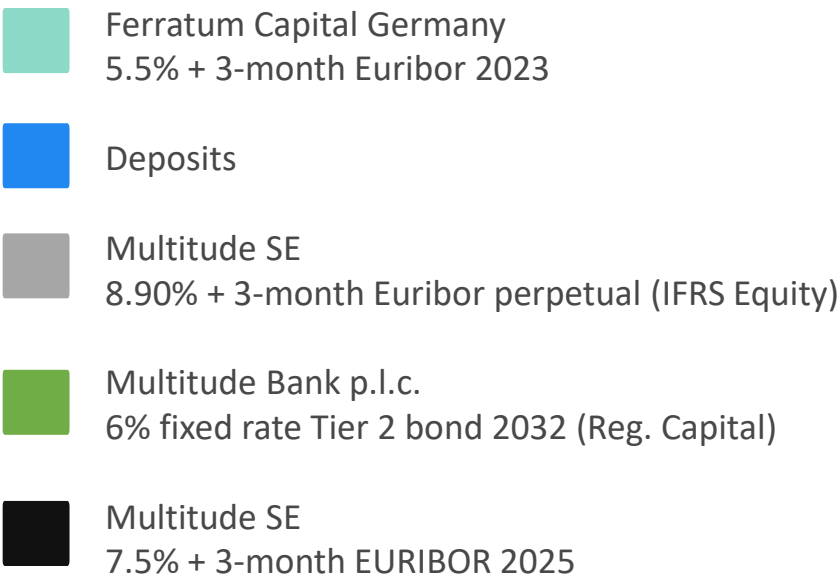 Ferratum Capital Germany
5.5% + 3-month Euribor 2023
Deposits
Multitude SE
8.90% + 3-month Euribor perpetual (IFRS Equity)
Multitude Bank p.l.c.
6% fixed rate Tier 2 bond 2032 (Reg. Capital)
Multitude SE
7.5% + 3-month EURIBOR 2025